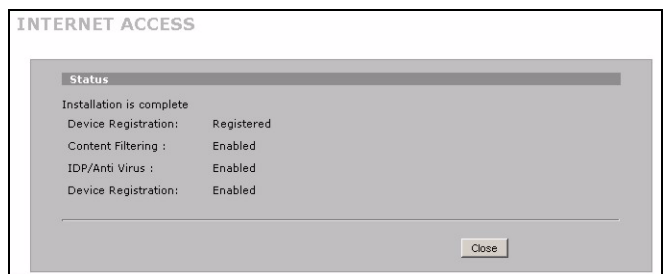 INTERNET ACCESS
Status
Installation is complete
Device Registration: Registered
Content Filtering : Enabled
IDP/Anti Virus : Enabled
Device Registration: Enabled
Close